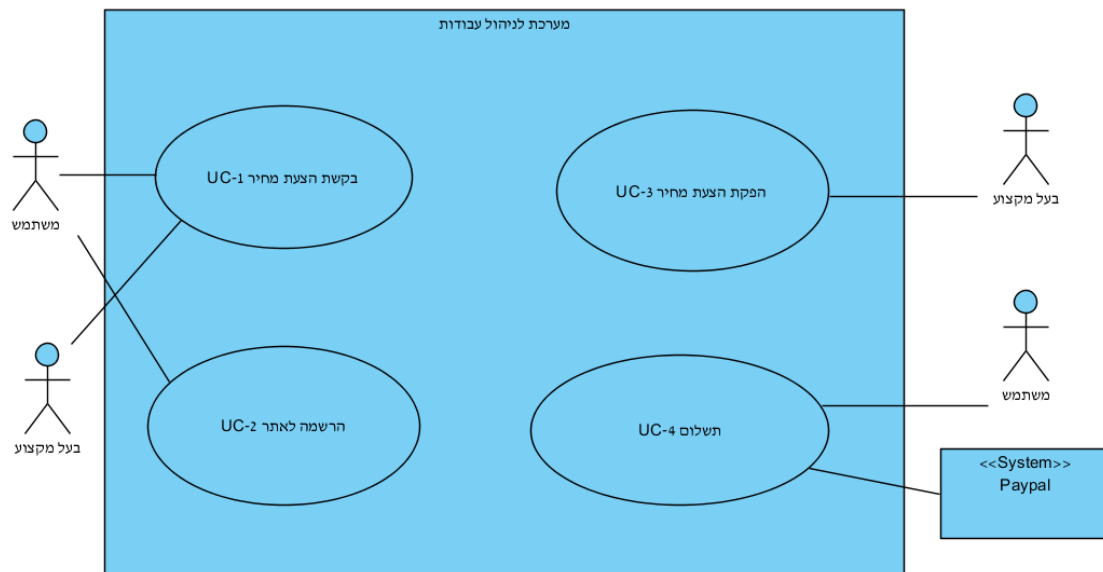 מערכת לניהול עבודות
בקשת הצעת מחיר UC-1
הפקת הצעת מחיר UC-3
משתמש
בעל מקצוע
הרשמה לאתר UC-2
תשלום UC-4
בעל מקצוע
משתמש
<<System>>
Paypal